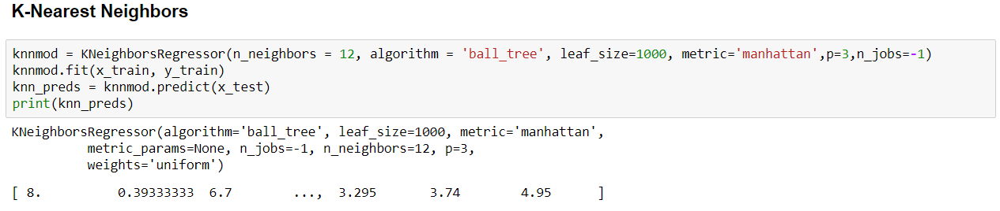 K-Nearest Neighbors
knnmod = KNeighborsRegressor(n_neighbors = 12, algorithm = 'ball_tree', leaf_size=1000, metric='manhattan',p=3,n_jobs=-1)
knnmod.fit(x_train, y_train)
knn_preds = knnmod.predict(x_test)
print(knn_preds)
KNeighborsRegressor(algorithm='ball_tree', leaf_size=1000, metric='manhattan',
          metric_params=None, n_jobs=-1, n_neighbors=12, p=3,
          weights='uniform')
[ 8.          0.39333333  6.7        ...,  3.295       3.74        4.95      ]